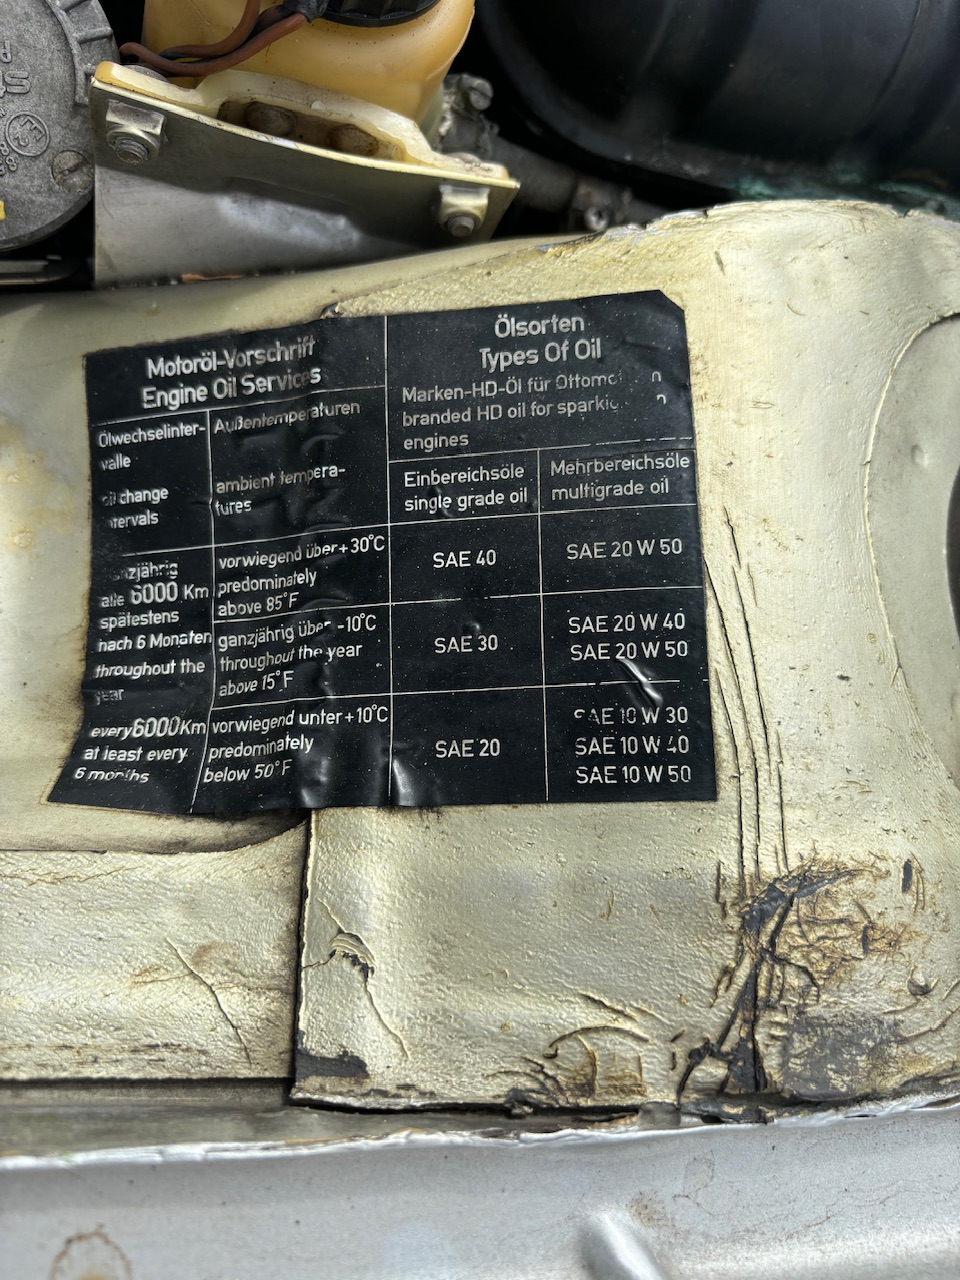 Motoröl-Vorschrift
Engine Oil Services
Ölsorten
Types Of Oil
Marken-HD-Öl für
branded HD oil for
engines
Ölwechselinter-
valle
change
Außentemperaturen
ambient tempera-
tures
Einbereichsöle
single grade oil
Mehrbereichsöle
multigrade oil
alle 6000 Km
spätestens
nach 6 Monaten
throughout the
year
every 6000 Km
at least every
6 months
vorwiegend über +30°C
predominately
above 85°F
SAE 40
SAE 20 W 50
ganzjährig über -10°C
throughout the year
above 15°F
SAE 30
SAE 20 W 40
SAE 20 W 50
vorwiegend unter +10°C
predominately
below 50°F
SAE 20
SAE 10 W 30
SAE 10 W 40
SAE 10 W 50